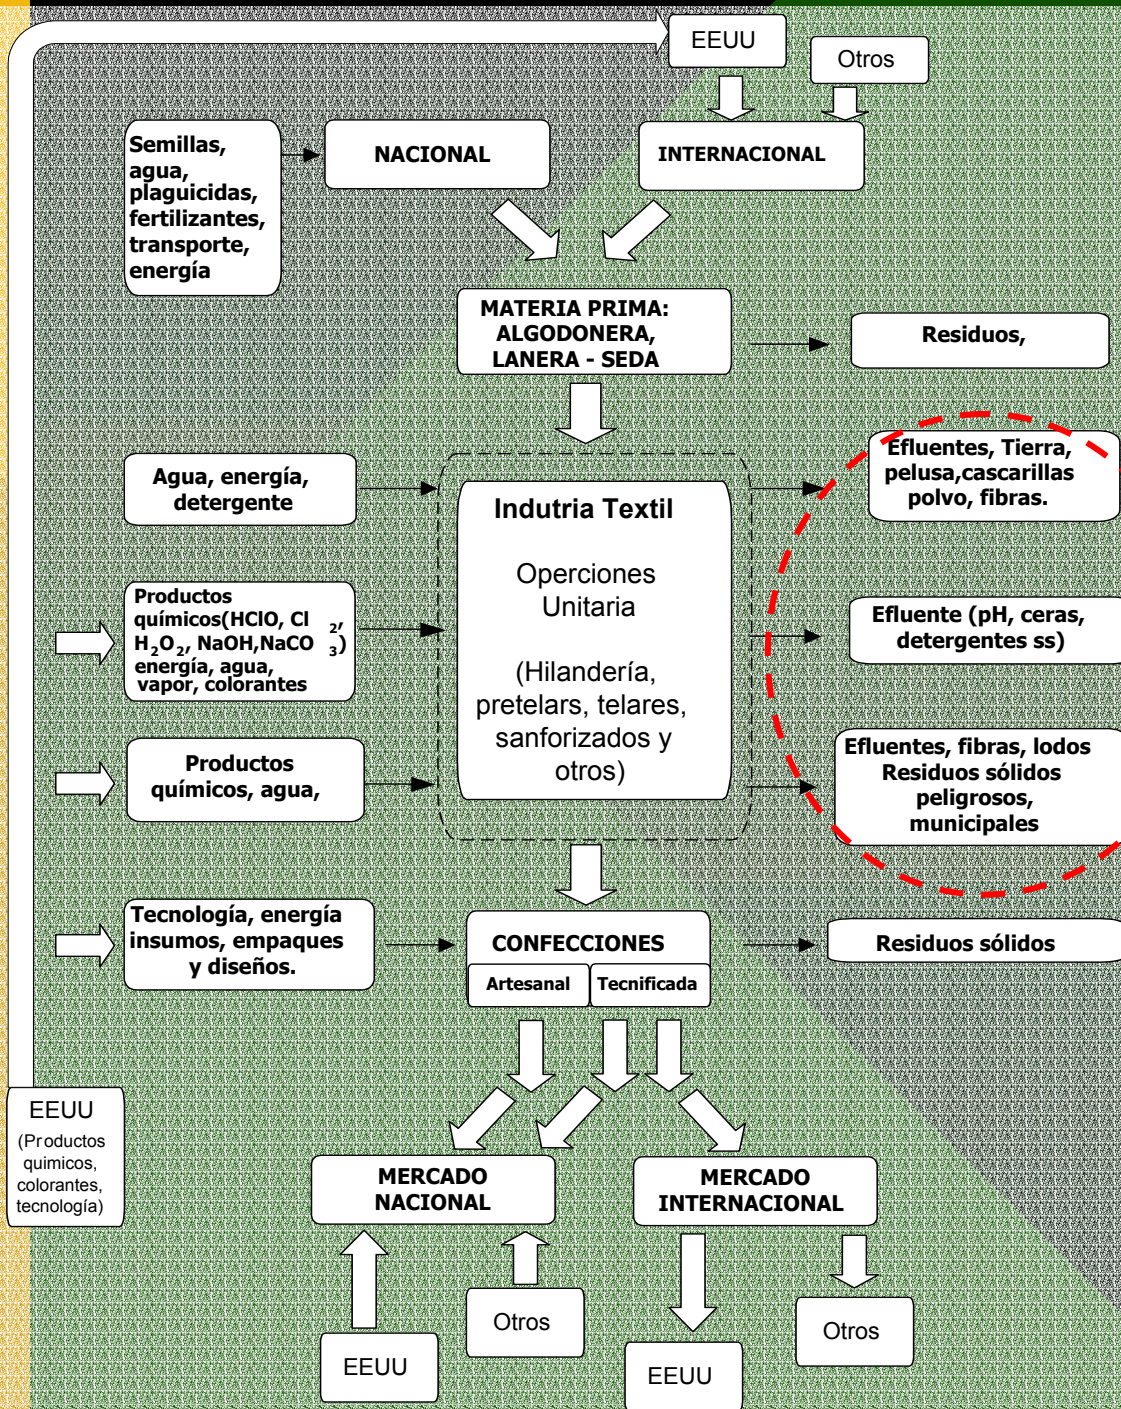 EEUU
Otros
Semillas,
agua,
plaguicidas,
fertilizantes,
transporte,
energía
NACIONAL
INTERNACIONAL
MATERIA PRIMA:
ALGODONERA,
LANERA - SEDA
Residuos,
Agua, energía,
detergente
Indutria Textil
Operciones
Unitaria
(Hilandería,
pretelars, telares,
sanforizados y
otros)
Efluentes, Tierra,
pelusa,cascarillas
polvo, fibras.
Productos
químicos(HClO, Cl 2,
H2O2, NaOH,NaCO 3)
energía, agua,
vapor, colorantes
Efluente (pH, ceras,
detergentes ss)
Productos
químicos, agua,
Efluentes, fibras, lodos
Residuos sólidos
peligrosos,
municipales
Tecnología, energía
insumos, empaques
y diseños.
CONFECCIONES
Artesanal
Tecnificada
Residuos sólidos
EEUU
(Productos
quimicos,
colorantes,
tecnología)
MERCADO
NACIONAL
MERCADO
INTERNACIONAL
EEUU
Otros
EEUU
Otros